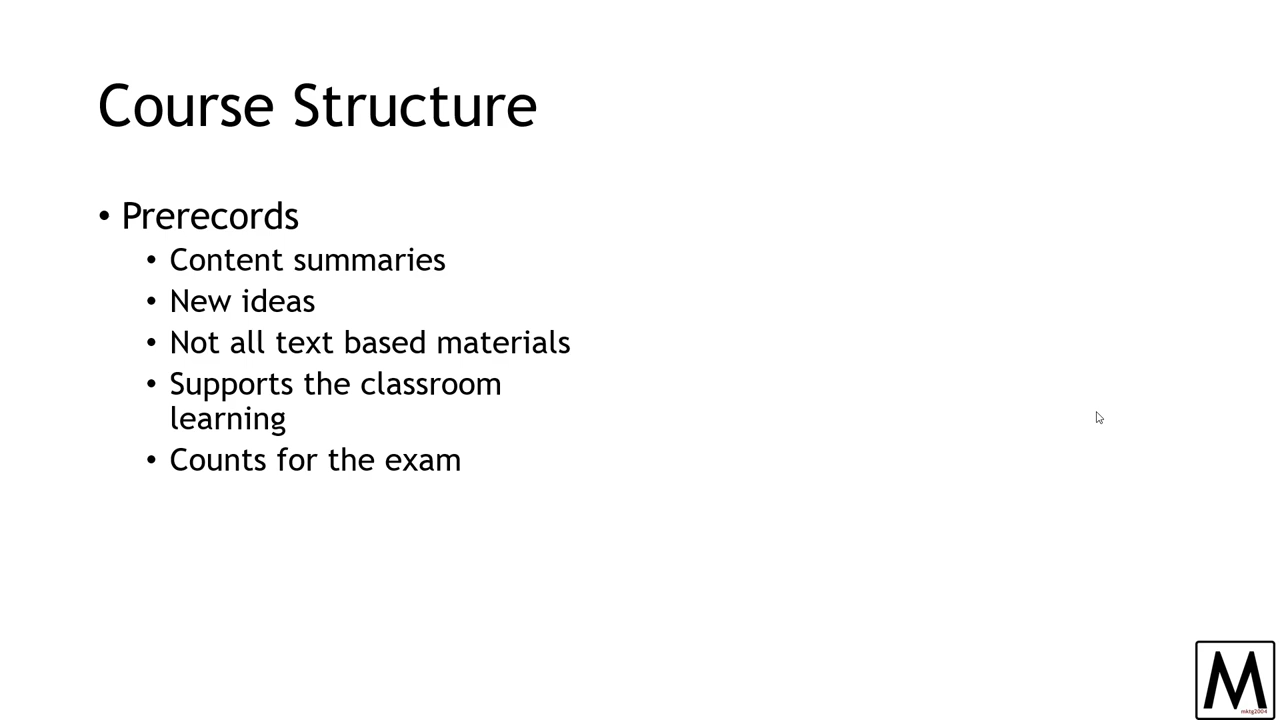 Course Structure
• Prerecords
• Content summaries
• New ideas
• Not all text based materials
• Supports the classroom
learning
• Counts for the exam
M
mktg2004